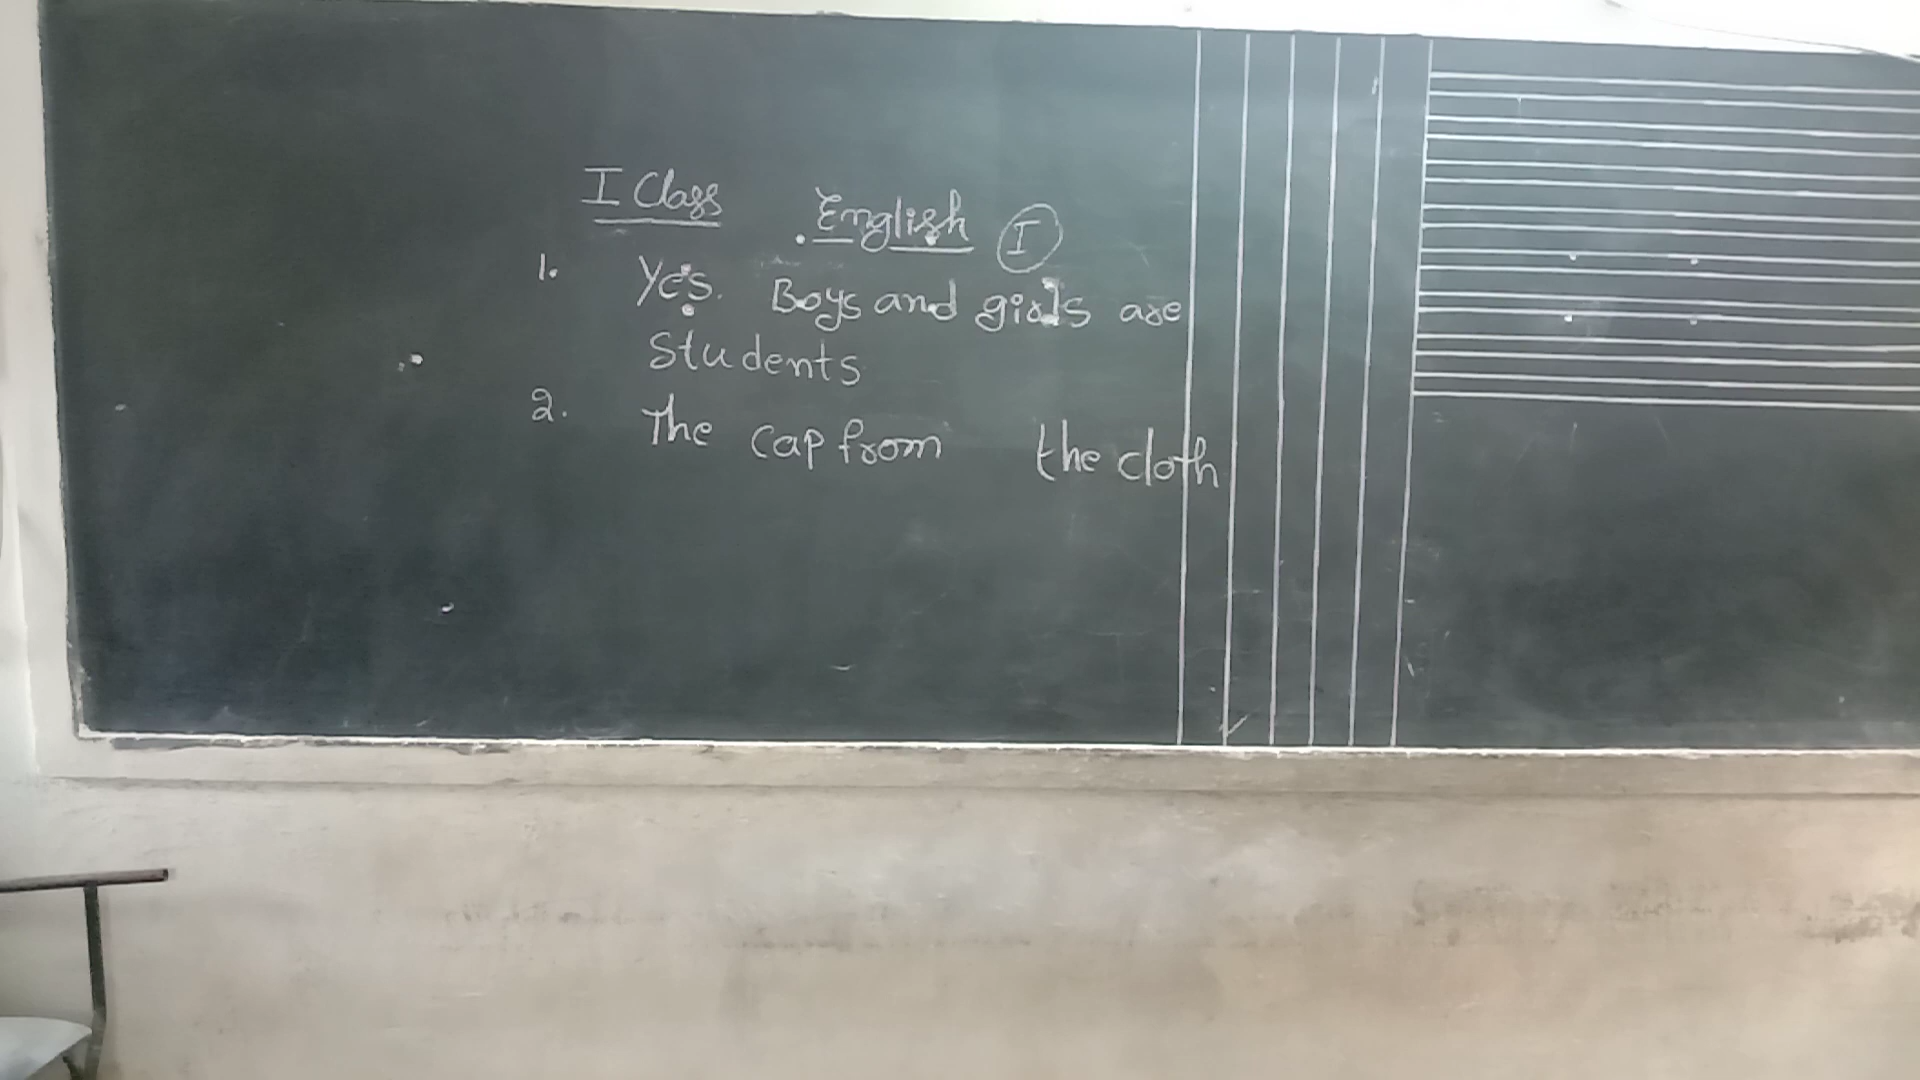 I Class English I
1. Yes. Boys and girls are
Students
2. The cap from the cloth